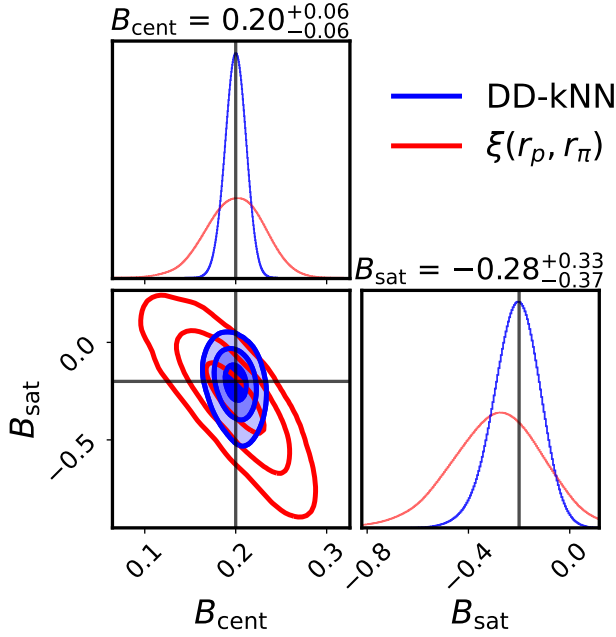 B_cent = 0.20^{+0.06}_{-0.06}
DD-kNN
ξ(r_p, r_π)
B_sat = −0.28^{+0.33}_{-0.37}
0.0
−0.5
B_sat
0.1 0.2 0.3
−0.8 −0.4 0.0
B_cent
B_sat